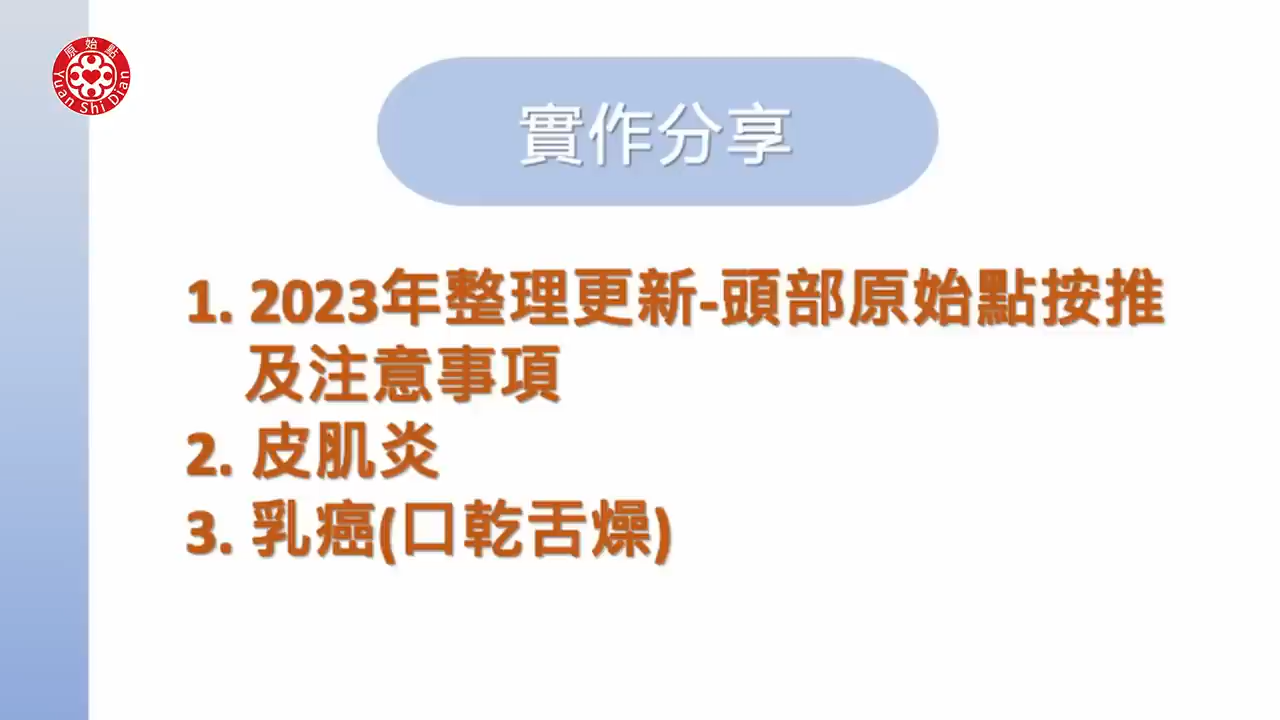 原始點
Yuan Shi Dian
實作分享
1. 2023年整理更新-頭部原始點按推
及注意事項
2. 皮肌炎
3. 乳癌(口乾舌燥)